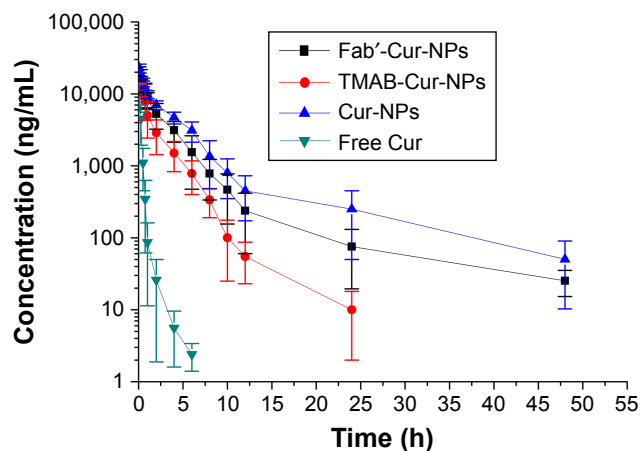 100,000
10,000
1,000
100
10
1
Concentration (ng/mL)
Fab′-Cur-NPs
TMAB-Cur-NPs
Cur-NPs
Free Cur
0 5 10 15 20 25 30 35 40 45 50 55
Time (h)